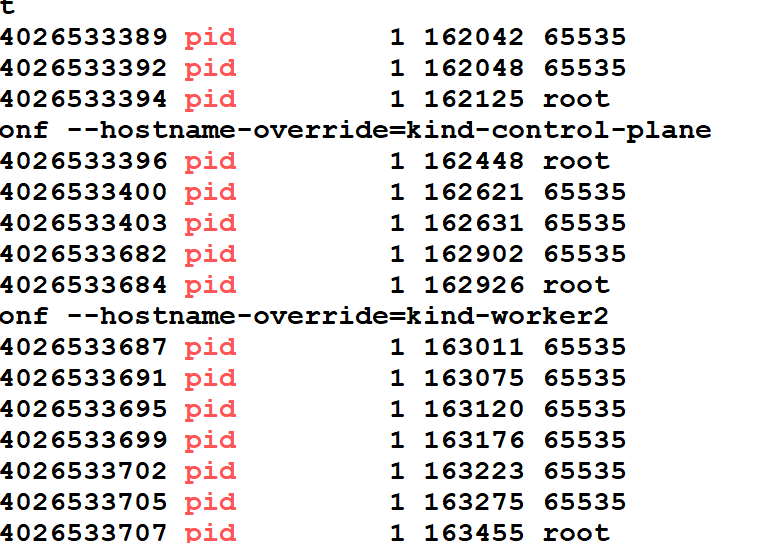 t
4026533389 pid 1 162042 65535
4026533392 pid 1 162048 65535
4026533394 pid 1 162125 root
onf --hostname-override=kind-control-plane
4026533396 pid 1 162448 root
4026533400 pid 1 162621 65535
4026533403 pid 1 162631 65535
4026533682 pid 1 162902 65535
4026533684 pid 1 162926 root
onf --hostname-override=kind-worker2
4026533687 pid 1 163011 65535
4026533691 pid 1 163075 65535
4026533695 pid 1 163120 65535
4026533699 pid 1 163176 65535
4026533702 pid 1 163223 65535
4026533705 pid 1 163275 65535
4026533707 pid 1 163455 root